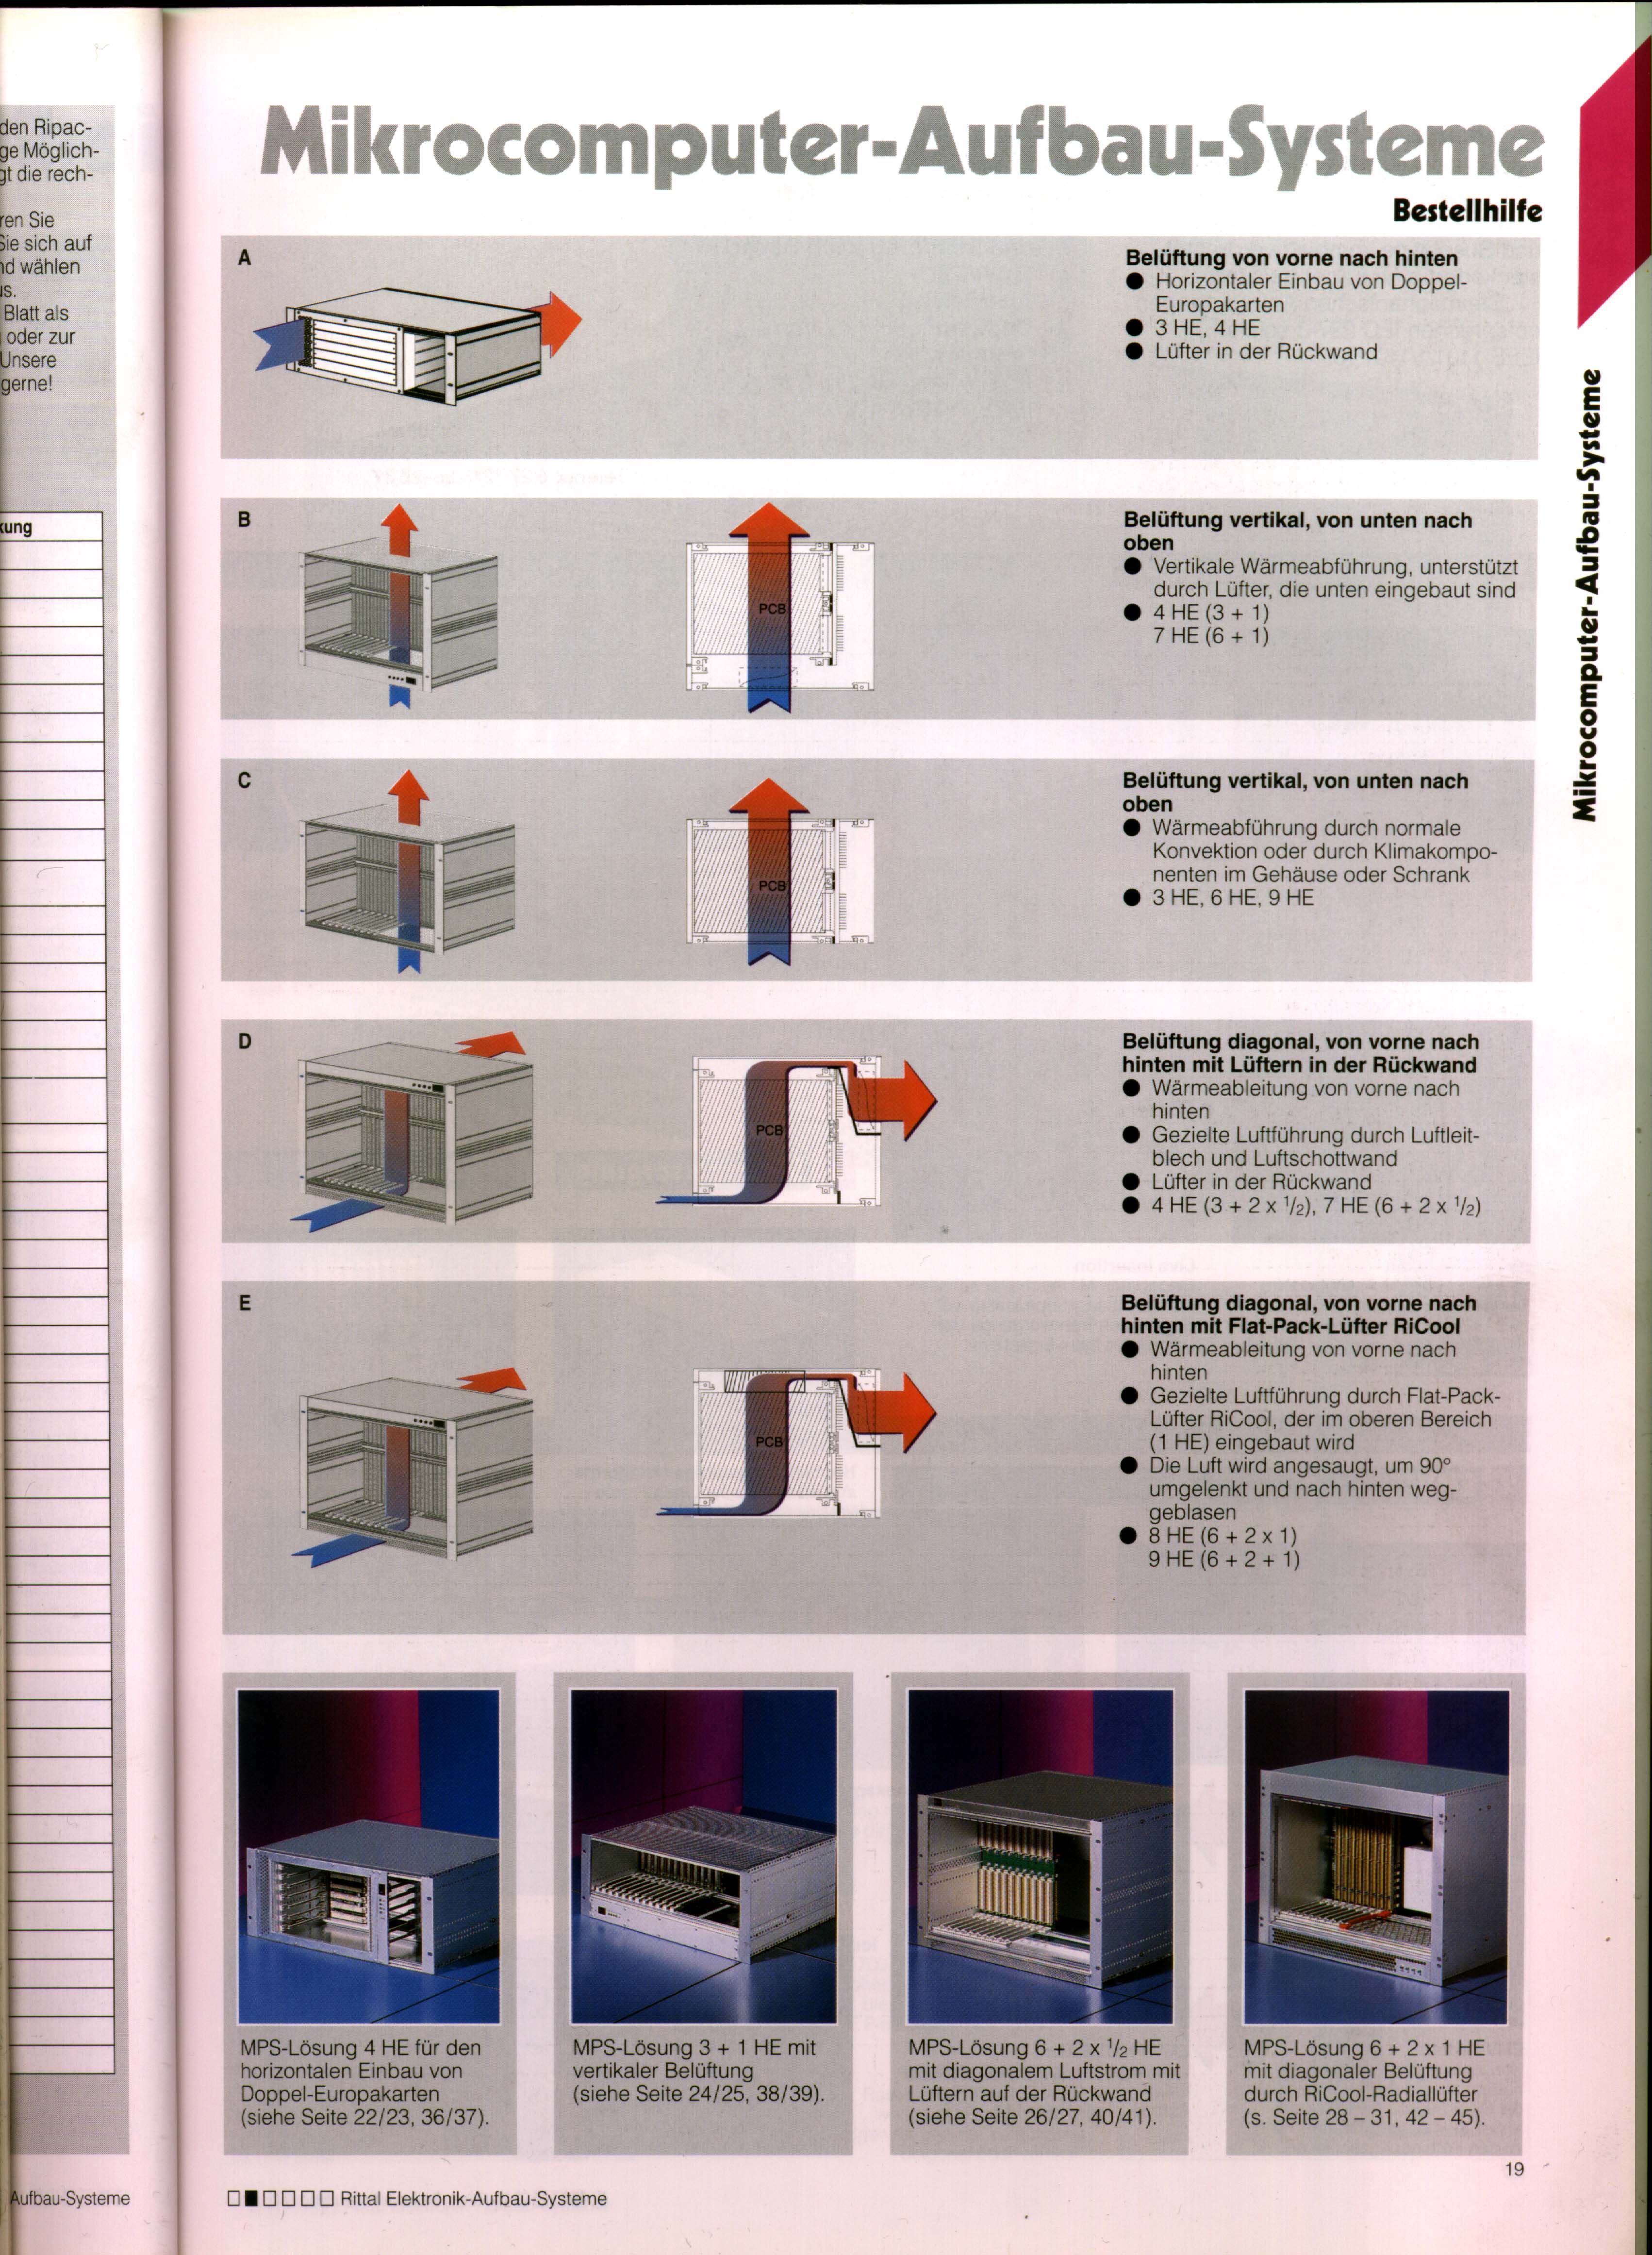 den Ripac-
ge Möglich-
gt die rech-
ren Sie
Sie sich auf
nd wählen
us.
Blatt als
oder zur
Unsere
gerne!
kung
Aufbau-Systeme
Mikrocomputer-Aufbau-Systeme
Bestellhilfe
A
Belüftung von vorne nach hinten
● Horizontaler Einbau von Doppel-
Europakarten
● 3 HE, 4 HE
● Lüfter in der Rückwand
B
PCB
Belüftung vertikal, von unten nach
oben
● Vertikale Wärmeabführung, unterstützt
durch Lüfter, die unten eingebaut sind
● 4 HE (3 + 1)
7 HE (6 + 1)
C
PCB
Belüftung vertikal, von unten nach
oben
● Wärmeabführung durch normale
Konvektion oder durch Klimakompo-
nenten im Gehäuse oder Schrank
● 3 HE, 6 HE, 9 HE
D
PCB
Belüftung diagonal, von vorne nach
hinten mit Lüftern in der Rückwand
● Wärmeableitung von vorne nach
hinten
● Gezielte Luftführung durch Luftleit-
blech und Luftschottwand
● Lüfter in der Rückwand
● 4 HE (3 + 2 x 1/2), 7 HE (6 + 2 x 1/2)
E
PCB
Belüftung diagonal, von vorne nach
hinten mit Flat-Pack-Lüfter RiCool
● Wärmeableitung von vorne nach
hinten
● Gezielte Luftführung durch Flat-Pack-
Lüfter RiCool, der im oberen Bereich
(1 HE) eingebaut wird
● Die Luft wird angesaugt, um 90°
umgelenkt und nach hinten weg-
geblasen
● 8 HE (6 + 2 x 1)
9 HE (6 + 2 + 1)
MPS-Lösung 4 HE für den
horizontalen Einbau von
Doppel-Europakarten
(siehe Seite 22/23, 36/37).
MPS-Lösung 3 + 1 HE mit
vertikaler Belüftung
(siehe Seite 24/25, 38/39).
MPS-Lösung 6 + 2 x 1/2 HE
mit diagonalem Luftstrom mit
Lüftern auf der Rückwand
(siehe Seite 26/27, 40/41).
MPS-Lösung 6 + 2 x 1 HE
mit diagonaler Belüftung
durch RiCool-Radiallüfter
(s. Seite 28 – 31, 42 – 45).
19
□■□□□□ Rittal Elektronik-Aufbau-Systeme
Mikrocomputer-Aufbau-Systeme